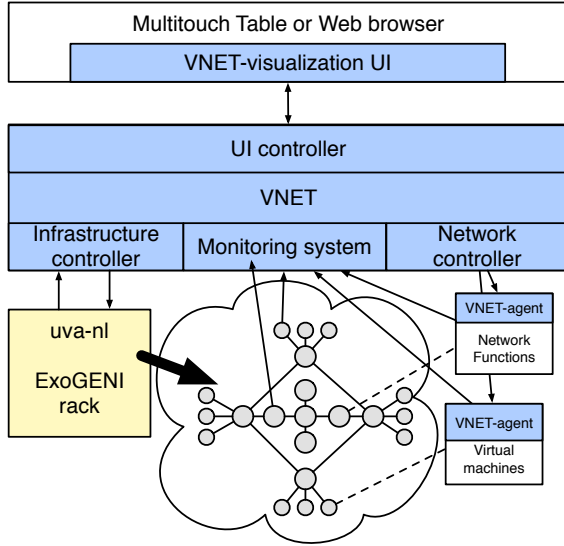 Multitouch Table or Web browser
VNET-visualization UI
UI controller
VNET
Infrastructure
controller
Monitoring system
Network
controller
uva-nl
ExoGENI
rack
VNET-agent
Network
Functions
VNET-agent
Virtual
machines